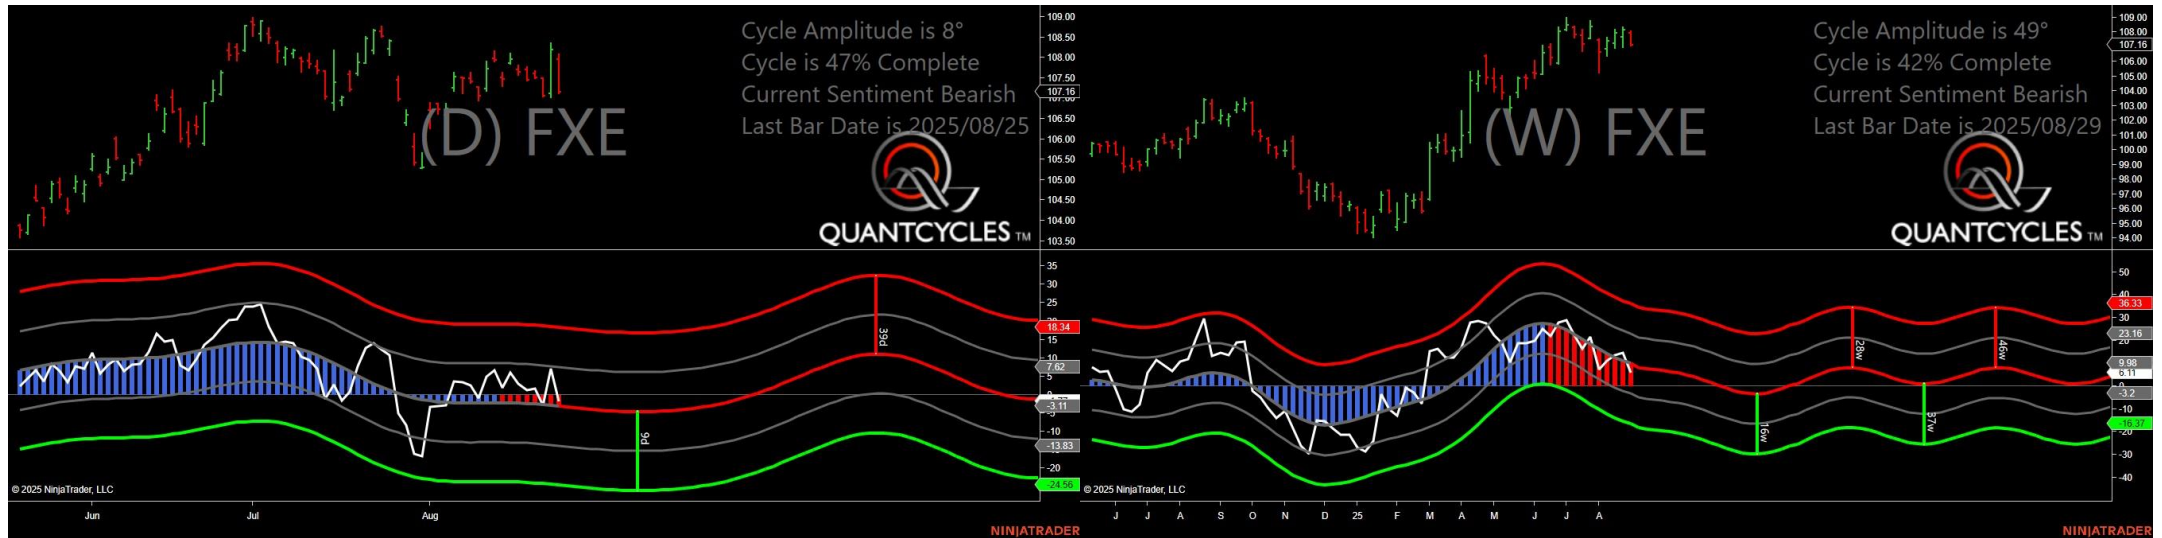 Cycle Amplitude is 8°
Cycle is 47% Complete
Current Sentiment Bearish
Last Bar Date is 2025/08/25
(D) FXE
QUANTCYCLES TM
109.00
108.50
108.00
107.50
107.16
106.50
106.00
105.50
105.00
104.50
104.00
103.50
35
30
25
18.34
15
10
7.62
5
-3.11
-10
-13.83
-20
-24.56
39d
9d
© 2025 NinjaTrader, LLC
Jun
Jul
Aug
NINJATRADER
Cycle Amplitude is 49°
Cycle is 42% Complete
Current Sentiment Bearish
Last Bar Date is 2025/08/29
(W) FXE
QUANTCYCLES TM
109.00
108.00
107.16
106.00
105.00
104.00
103.00
102.00
101.00
100.00
99.00
98.00
97.00
96.00
95.00
94.00
50
40
36.33
30
23.16
20
9.98
6.11
-3.2
-10
-16.37
-30
-40
28w
46w
16w
37w
© 2025 NinjaTrader, LLC
J
J
A
S
O
N
D
25
F
M
A
M
J
J
A
NINJATRADER